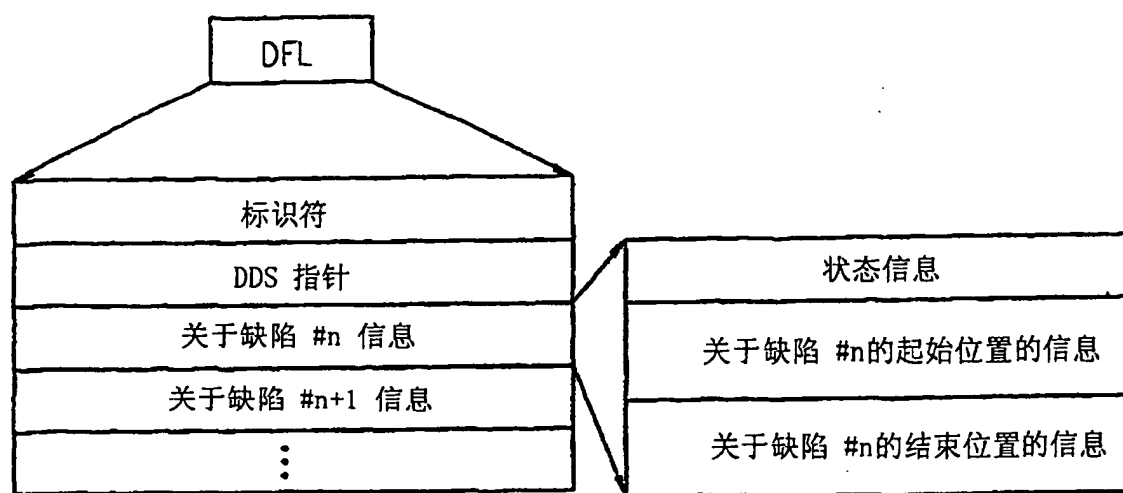 DFL
标识符
DDS 指针
关于缺陷 #n 信息
关于缺陷 #n+1 信息
⋮
状态信息
关于缺陷 #n的起始位置的信息
关于缺陷 #n的结束位置的信息